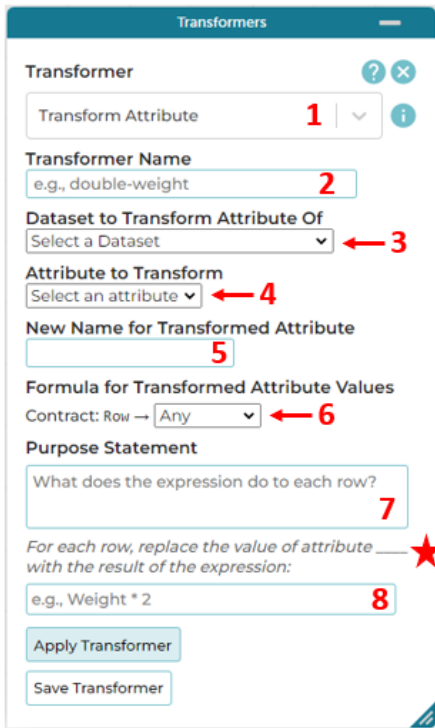 Transformers
Transformer
?
Transform Attribute 1
i
Transformer Name
e.g., double-weight 2
Dataset to Transform Attribute Of
Select a Dataset 3
Attribute to Transform
Select an attribute 4
New Name for Transformed Attribute
5
Formula for Transformed Attribute Values
Contract: Row → Any 6
Purpose Statement
What does the expression do to each row?
7
For each row, replace the value of attribute ____
with the result of the expression:
e.g., Weight * 2 8
Apply Transformer
Save Transformer